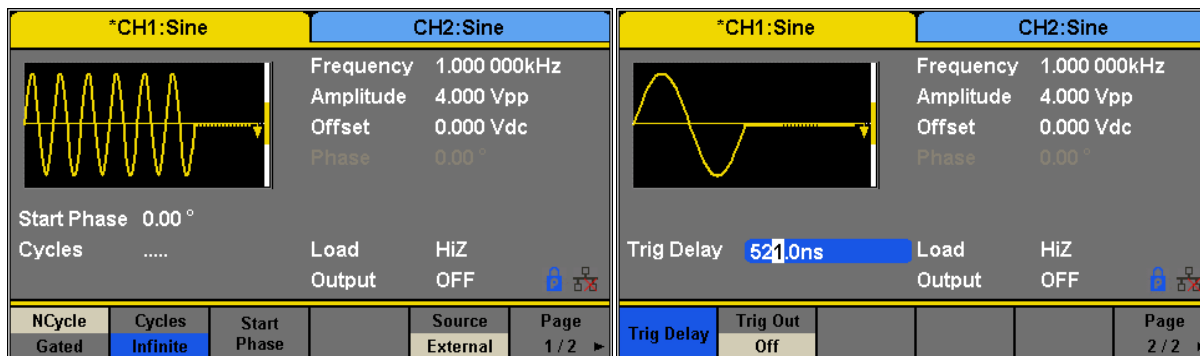 *CH1:Sine
CH2:Sine
Frequency 1.000 000kHz
Amplitude 4.000 Vpp
Offset 0.000 Vdc
Phase 0.00 °
Start Phase 0.00 °
Cycles .....
Load HiZ
Output OFF
P
NCycle Gated
Cycles Infinite
Start Phase
Source External
Page 1/2 ►
*CH1:Sine
CH2:Sine
Frequency 1.000 000kHz
Amplitude 4.000 Vpp
Offset 0.000 Vdc
Phase 0.00 °
Trig Delay 521.0ns
Load HiZ
Output OFF
P
Trig Delay
Trig Out Off
Page 2/2